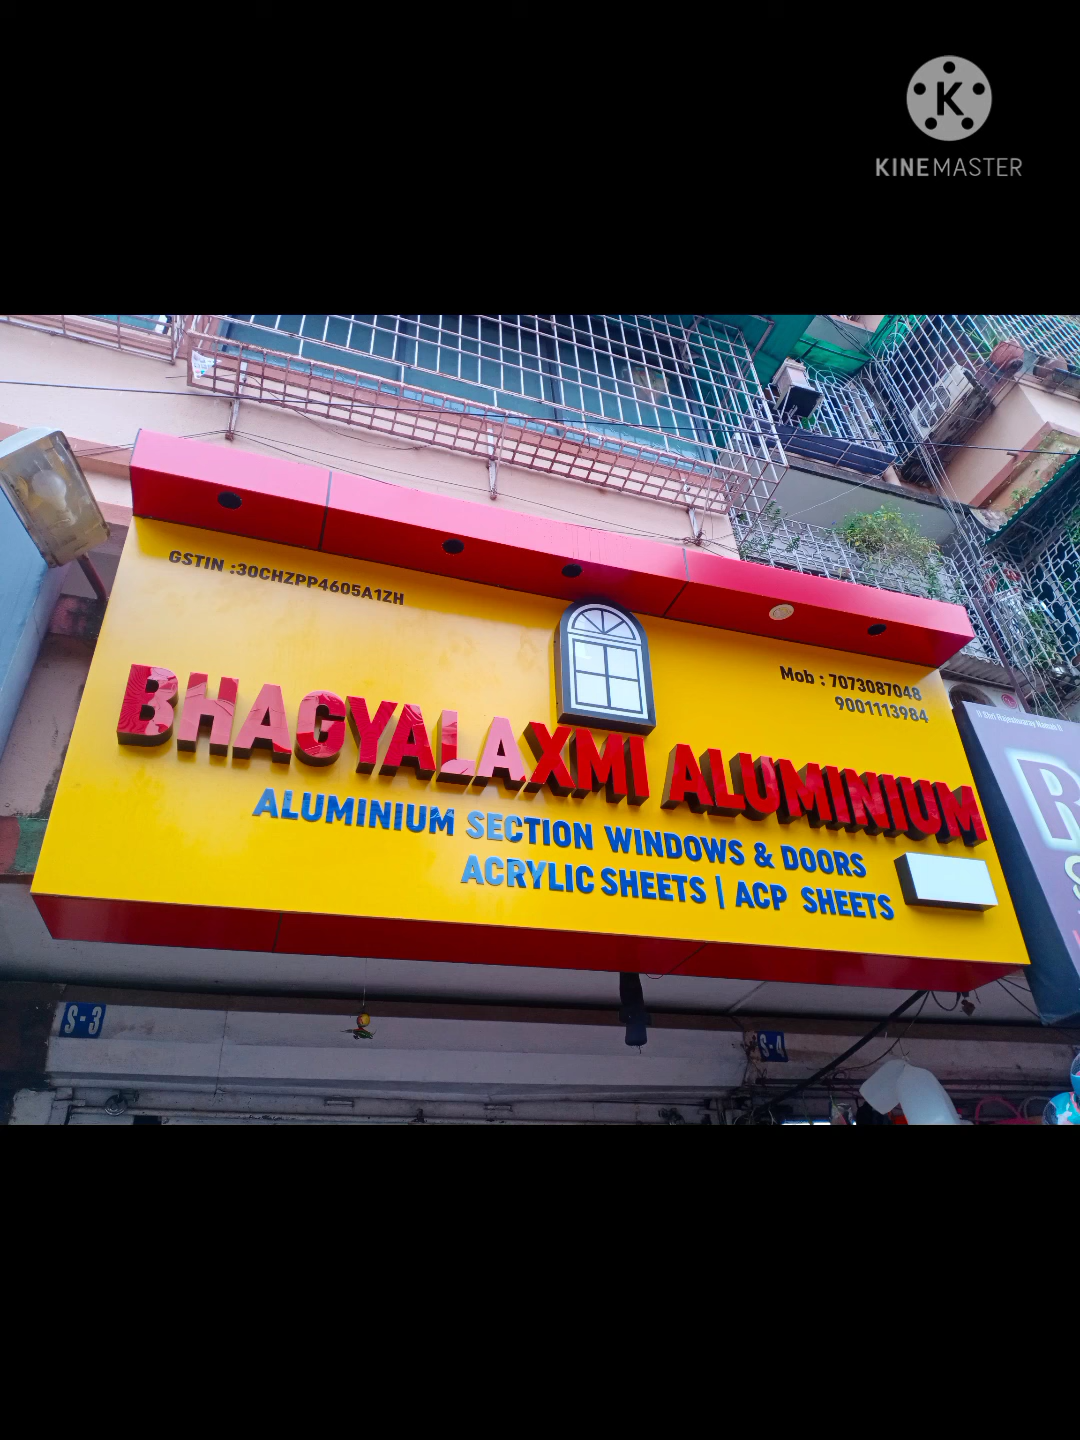 K
KINEMASTER
GSTIN :30CHZPP4605A1ZH
Mob : 7073087048
9001113984
BHAGYALAXMI ALUMINIUM
ALUMINIUM SECTION WINDOWS & DOORS
ACRYLIC SHEETS | ACP SHEETS
S-3
S-4
R